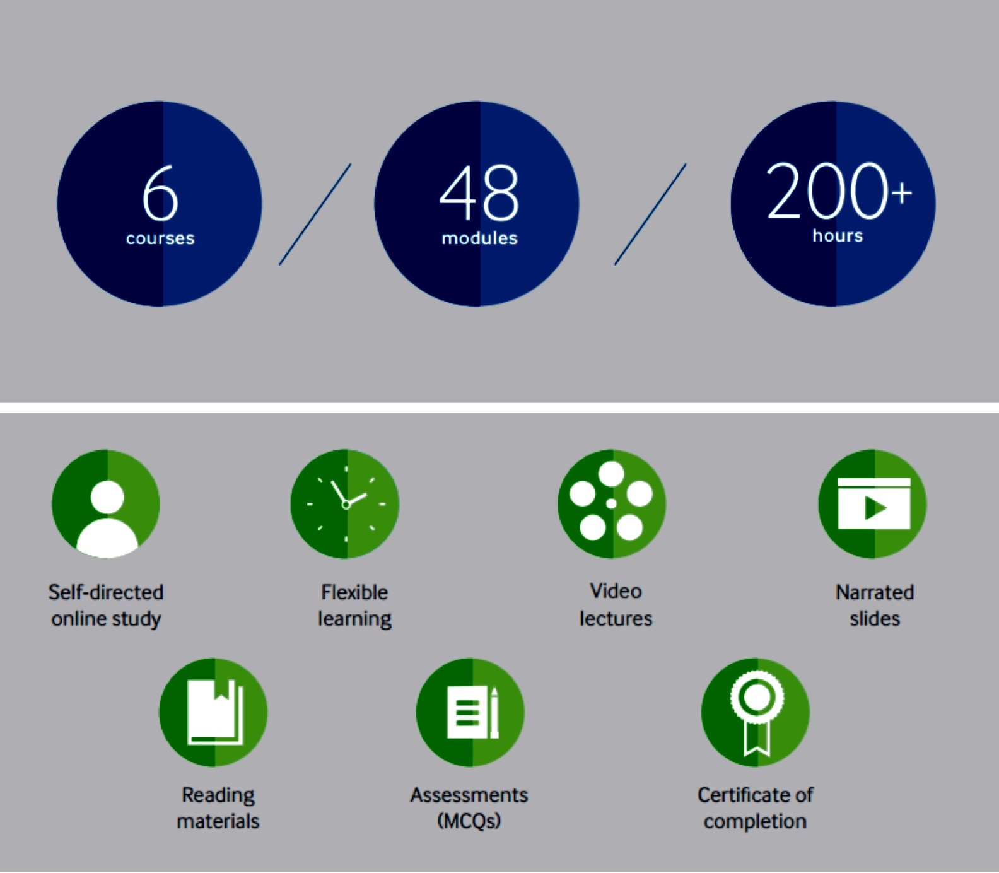 6
courses
48
modules
200+
hours
Self-directed
online study
Flexible
learning
Video
lectures
Narrated
slides
Reading
materials
Assessments
(MCQs)
Certificate of
completion